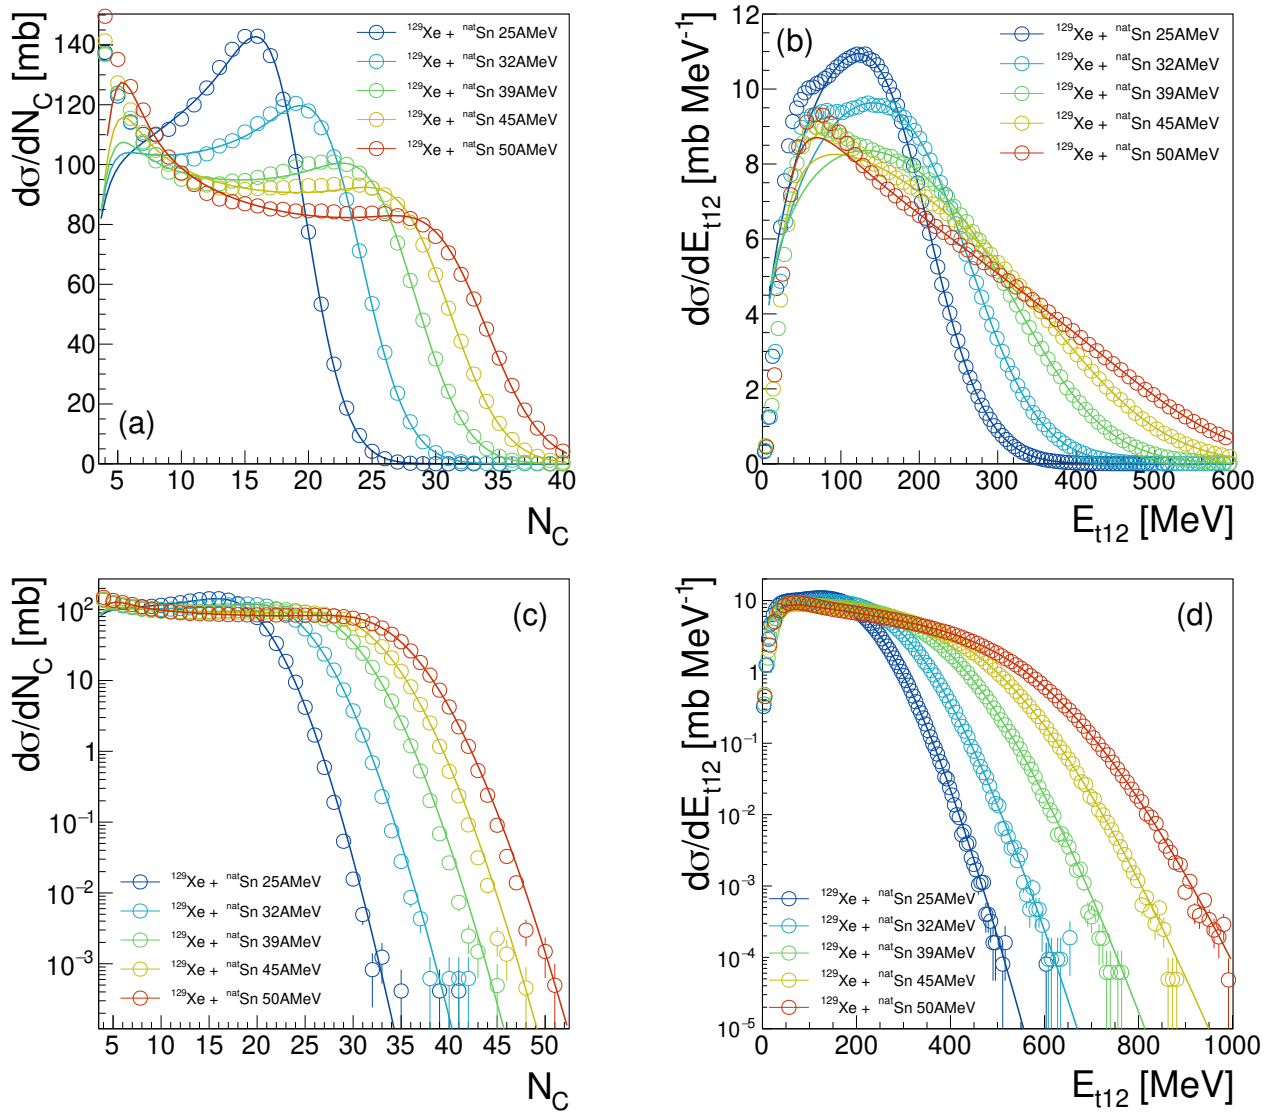 (a)
dσ/dN_C [mb]
140
120
100
80
60
40
20
0
5 10 15 20 25 30 35 40
N_C
¹²⁹Xe + ⁿᵃᵗSn 25AMeV
¹²⁹Xe + ⁿᵃᵗSn 32AMeV
¹²⁹Xe + ⁿᵃᵗSn 39AMeV
¹²⁹Xe + ⁿᵃᵗSn 45AMeV
¹²⁹Xe + ⁿᵃᵗSn 50AMeV
(b)
dσ/dE_t12 [mb MeV⁻¹]
12
10
8
6
4
2
0
0 100 200 300 400 500 600
E_t12 [MeV]
¹²⁹Xe + ⁿᵃᵗSn 25AMeV
¹²⁹Xe + ⁿᵃᵗSn 32AMeV
¹²⁹Xe + ⁿᵃᵗSn 39AMeV
¹²⁹Xe + ⁿᵃᵗSn 45AMeV
¹²⁹Xe + ⁿᵃᵗSn 50AMeV
(c)
dσ/dN_C [mb]
10²
10
1
10⁻¹
10⁻²
10⁻³
5 10 15 20 25 30 35 40 45 50
N_C
¹²⁹Xe + ⁿᵃᵗSn 25AMeV
¹²⁹Xe + ⁿᵃᵗSn 32AMeV
¹²⁹Xe + ⁿᵃᵗSn 39AMeV
¹²⁹Xe + ⁿᵃᵗSn 45AMeV
¹²⁹Xe + ⁿᵃᵗSn 50AMeV
(d)
dσ/dE_t12 [mb MeV⁻¹]
10
1
10⁻¹
10⁻²
10⁻³
10⁻⁴
10⁻⁵
0 200 400 600 800 1000
E_t12 [MeV]
¹²⁹Xe + ⁿᵃᵗSn 25AMeV
¹²⁹Xe + ⁿᵃᵗSn 32AMeV
¹²⁹Xe + ⁿᵃᵗSn 39AMeV
¹²⁹Xe + ⁿᵃᵗSn 45AMeV
¹²⁹Xe + ⁿᵃᵗSn 50AMeV